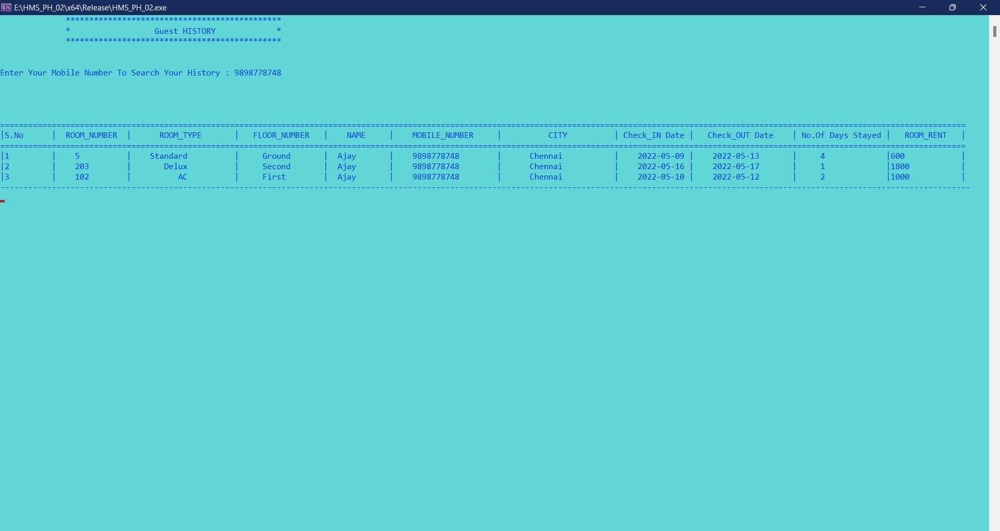 E:\HMS_PH_02\x64\Release\HMS_PH_02.exe
**********************************************
* Guest HISTORY *
**********************************************
Enter Your Mobile Number To Search Your History : 9898778748
|S.No | ROOM_NUMBER | ROOM_TYPE | FLOOR_NUMBER | NAME | MOBILE_NUMBER | CITY | Check_IN Date | Check_OUT Date | No.Of Days Stayed | ROOM_RENT |
|1 | 5 | Standard | Ground | Ajay | 9898778748 | Chennai | 2022-05-09 | 2022-05-13 | 4 |600 |
|2 | 203 | Delux | Second | Ajay | 9898778748 | Chennai | 2022-05-16 | 2022-05-17 | 1 |1800 |
|3 | 102 | AC | First | Ajay | 9898778748 | Chennai | 2022-05-10 | 2022-05-12 | 2 |1000 |